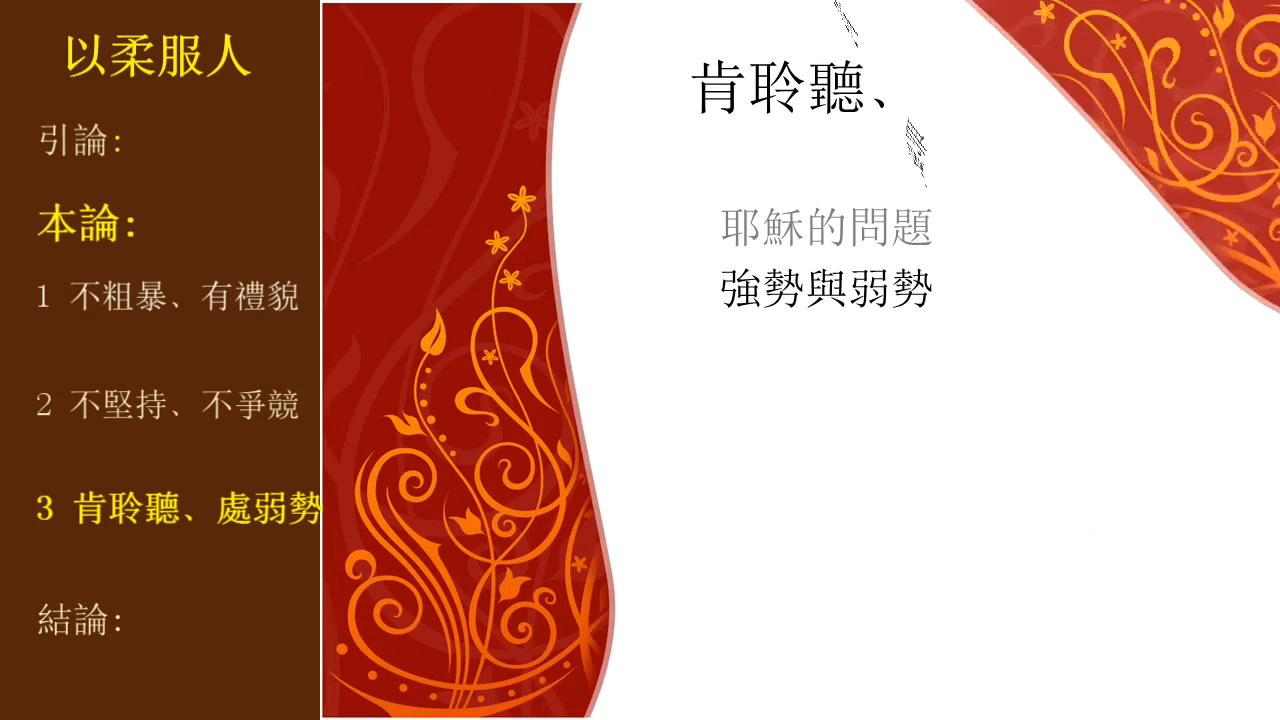 以柔服人
引論:
本論:
1 不粗暴、有禮貌
2 不堅持、不爭競
3 肯聆聽、處弱勢
結論:
肯聆聽、
耶穌的問題
強勢與弱勢